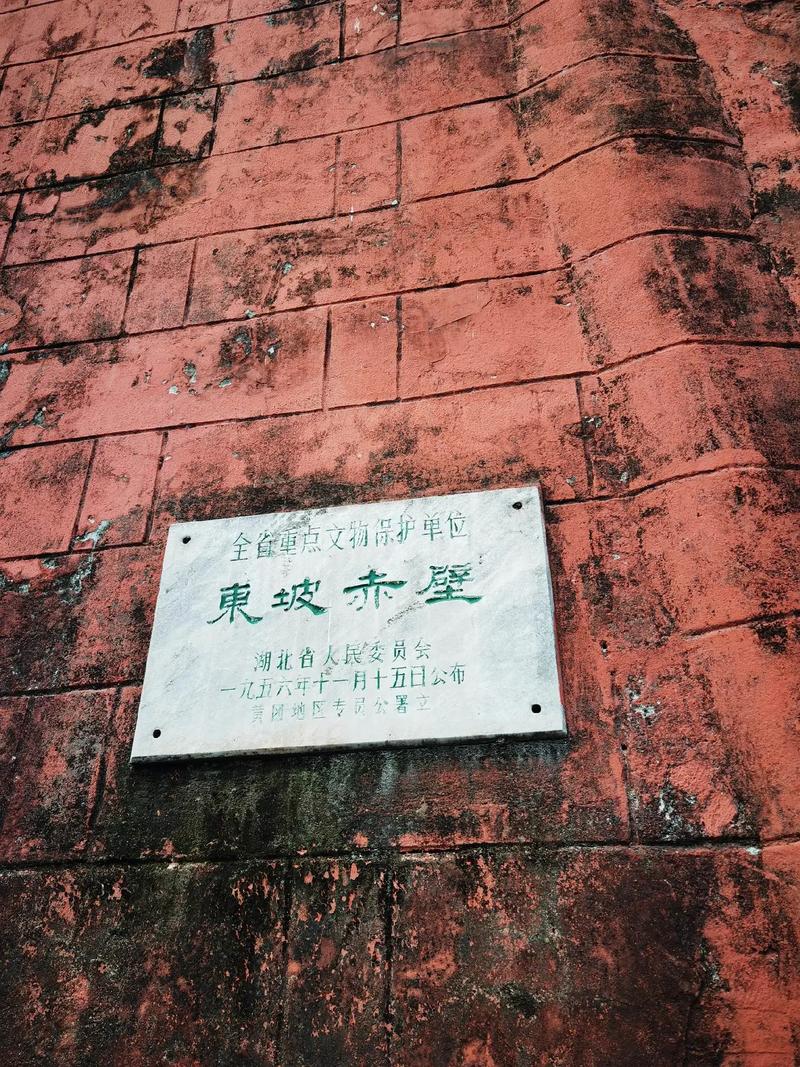 全省重点文物保护单位
東坡赤壁
湖北省人民委员会
一九五六年十一月十五日公布
黄冈地区专员公署立